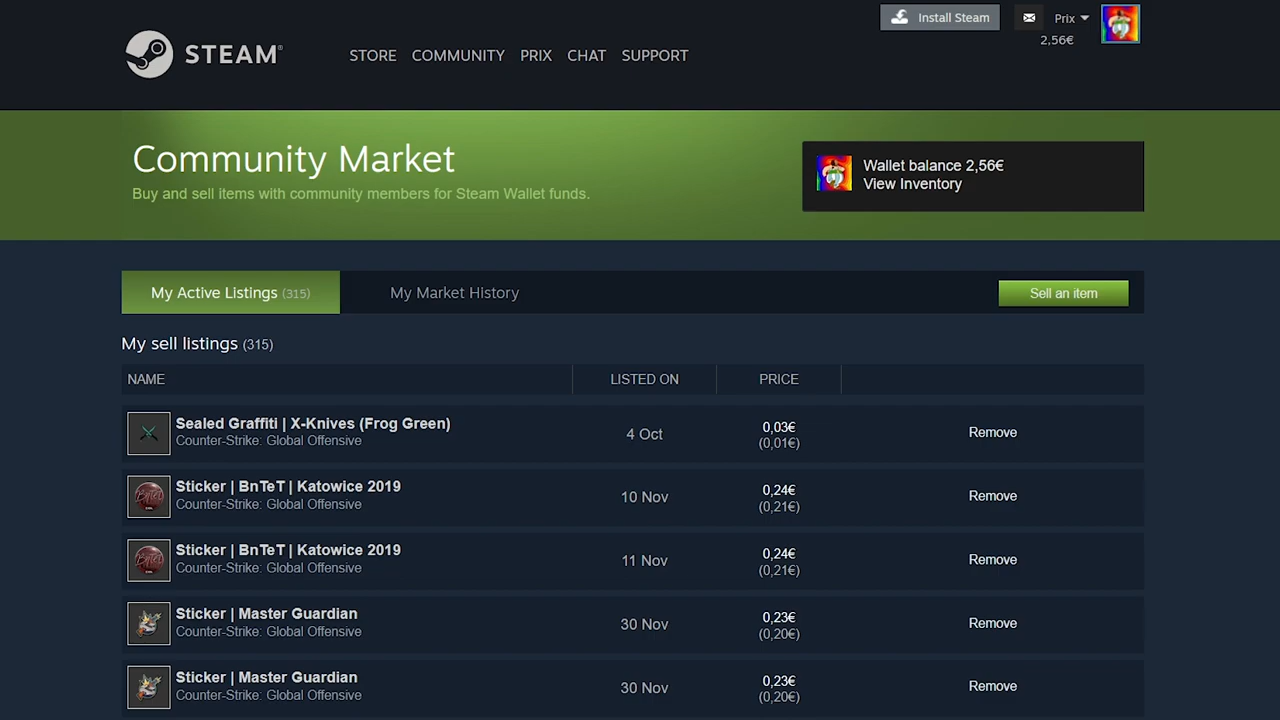 Install Steam
Prix
2,56€
STEAM®
STORE COMMUNITY PRIX CHAT SUPPORT
Community Market
Buy and sell items with community members for Steam Wallet funds.
Wallet balance 2,56€
View Inventory
My Active Listings (315)
My Market History
Sell an item
My sell listings (315)
NAME LISTED ON PRICE
Sealed Graffiti | X-Knives (Frog Green)
Counter-Strike: Global Offensive
4 Oct
0,03€
(0,01€)
Remove
Sticker | BnTeT | Katowice 2019
Counter-Strike: Global Offensive
10 Nov
0,24€
(0,21€)
Remove
Sticker | BnTeT | Katowice 2019
Counter-Strike: Global Offensive
11 Nov
0,24€
(0,21€)
Remove
Sticker | Master Guardian
Counter-Strike: Global Offensive
30 Nov
0,23€
(0,20€)
Remove
Sticker | Master Guardian
Counter-Strike: Global Offensive
30 Nov
0,23€
(0,20€)
Remove